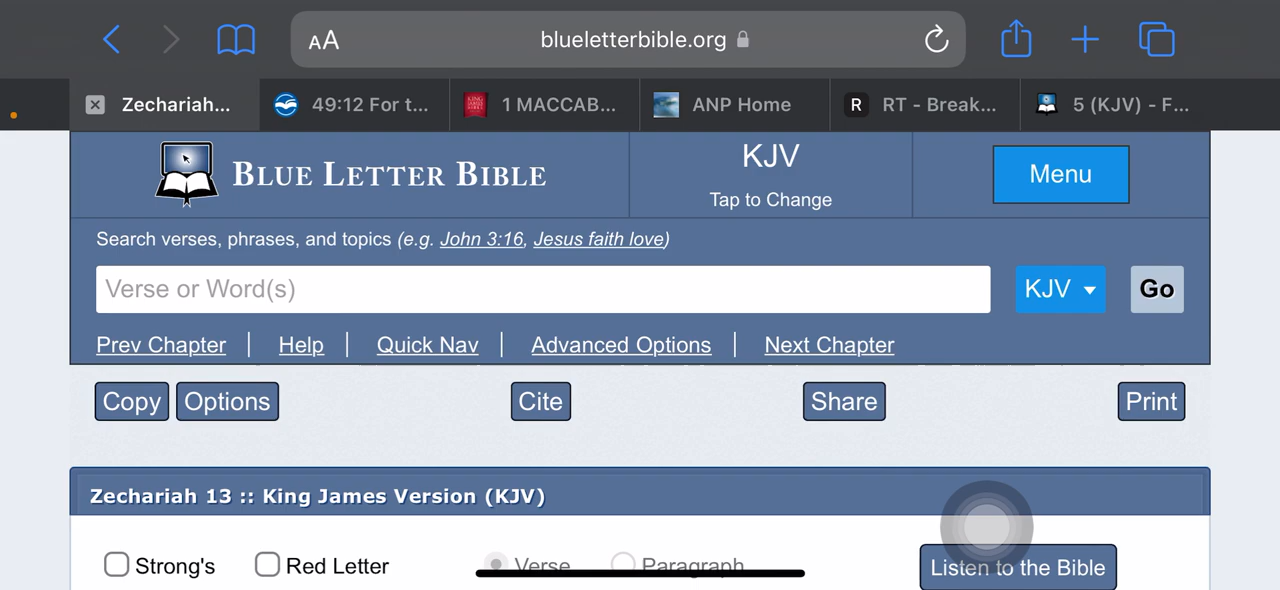 AA blueletterbible.org
Zechariah... 49:12 For t... 1 MACCAB... ANP Home R RT - Break... 5 (KJV) - F...
BLUE LETTER BIBLE
KJV
Tap to Change
Menu
Search verses, phrases, and topics (e.g. John 3:16, Jesus faith love)
Verse or Word(s) KJV Go
Prev Chapter | Help | Quick Nav | Advanced Options | Next Chapter
Copy Options Cite Share Print
Zechariah 13 :: King James Version (KJV)
Strong's Red Letter Verse Paragraph Listen to the Bible